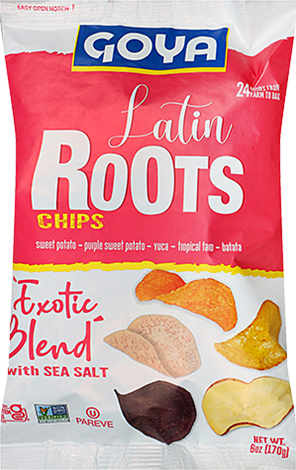 EASY OPEN NOTCH
GOYA
24 HOURS FROM
FARM TO BAG
Latin
ROOTS
CHIPS
sweet potato – purple sweet potato – yuca – tropical taro – batata
Exotic
Blend
with SEA SALT
U
PAREVE
NET WT.
6oz (170g)